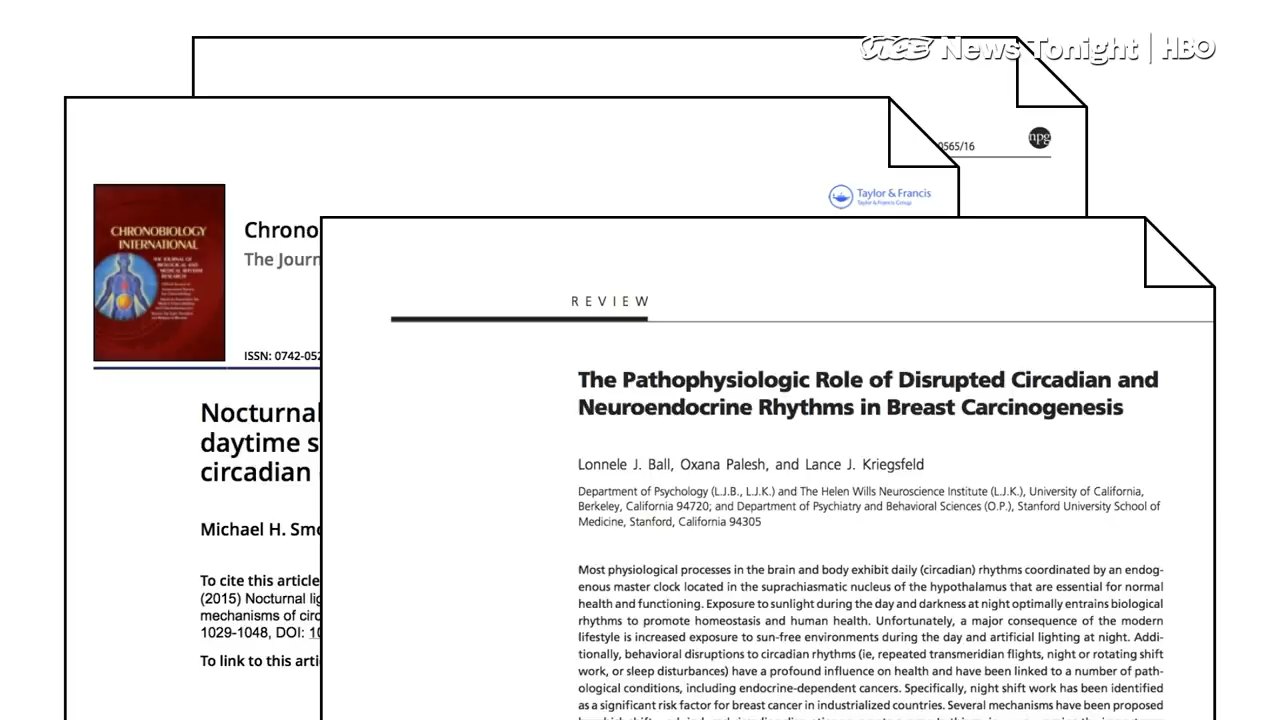 VICE News Tonight | HBO
0565/16
npg
Taylor & Francis
Taylor & Francis Group
CHRONOBIOLOGY
INTERNATIONAL
THE JOURNAL OF
BIOLOGICAL AND
MEDICAL RHYTHM
RESEARCH
Chrono
The Journ
ISSN: 0742-052
Nocturnal
daytime s
circadian
Michael H. Smo
To cite this article
(2015) Nocturnal lig
mechanisms of circ
1029-1048, DOI: 10
To link to this arti
REVIEW
The Pathophysiologic Role of Disrupted Circadian and
Neuroendocrine Rhythms in Breast Carcinogenesis
Lonnele J. Ball, Oxana Palesh, and Lance J. Kriegsfeld
Department of Psychology (L.J.B., L.J.K.) and The Helen Wills Neuroscience Institute (L.J.K.), University of California,
Berkeley, California 94720; and Department of Psychiatry and Behavioral Sciences (O.P.), Stanford University School of
Medicine, Stanford, California 94305
Most physiological processes in the brain and body exhibit daily (circadian) rhythms coordinated by an endog-
enous master clock located in the suprachiasmatic nucleus of the hypothalamus that are essential for normal
health and functioning. Exposure to sunlight during the day and darkness at night optimally entrains biological
rhythms to promote homeostasis and human health. Unfortunately, a major consequence of the modern
lifestyle is increased exposure to sun-free environments during the day and artificial lighting at night. Addi-
tionally, behavioral disruptions to circadian rhythms (ie, repeated transmeridian flights, night or rotating shift
work, or sleep disturbances) have a profound influence on health and have been linked to a number of path-
ological conditions, including endocrine-dependent cancers. Specifically, night shift work has been identified
as a significant risk factor for breast cancer in industrialized countries. Several mechanisms have been proposed